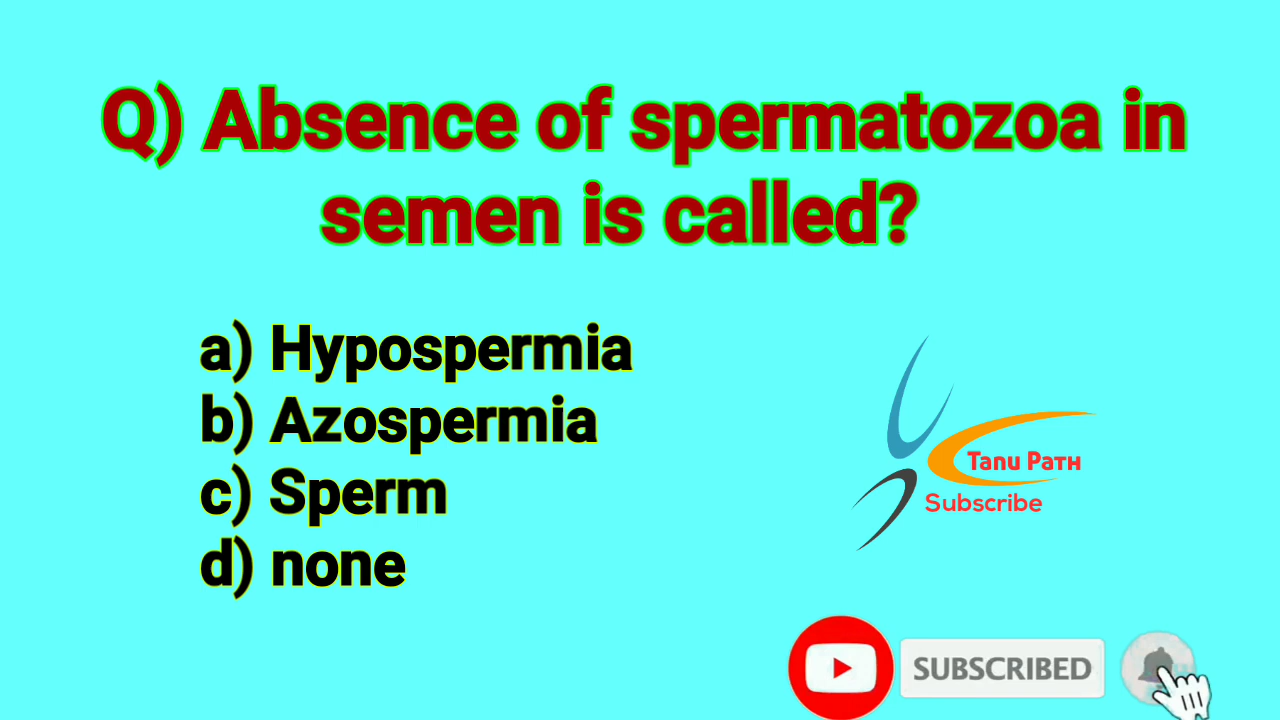 Q) Absence of spermatozoa in
semen is called?
a) Hypospermia
b) Azospermia
c) Sperm
d) none
Tanu Path
Subscribe
SUBSCRIBED